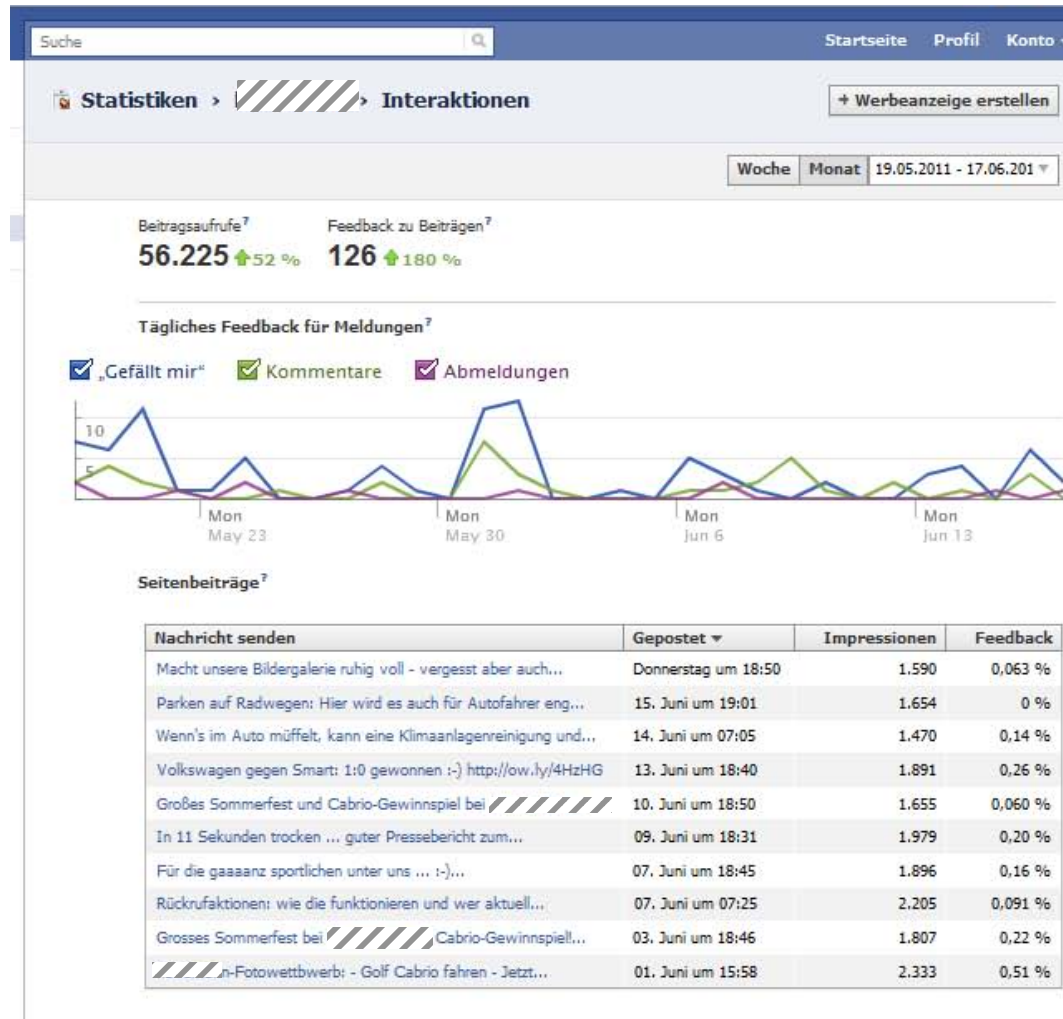 Suche
Startseite Profil Konto
Statistiken › › Interaktionen
+ Werbeanzeige erstellen
Woche Monat 19.05.2011 - 17.06.201
Beitragsaufrufe? Feedback zu Beiträgen?
56.225 52 % 126 180 %
Tägliches Feedback für Meldungen?
„Gefällt mir“ Kommentare Abmeldungen
10
5
Mon Mon Mon Mon
May 23 May 30 Jun 6 Jun 13
Seitenbeiträge?
Nachricht senden Gepostet Impressionen Feedback
Macht unsere Bildergalerie ruhig voll - vergesst aber auch... Donnerstag um 18:50 1.590 0,063 %
Parken auf Radwegen: Hier wird es auch für Autofahrer eng... 15. Juni um 19:01 1.654 0 %
Wenn's im Auto müffelt, kann eine Klimaanlagenreinigung und... 14. Juni um 07:05 1.470 0,14 %
Volkswagen gegen Smart: 1:0 gewonnen :-) http://ow.ly/4HzHG 13. Juni um 18:40 1.891 0,26 %
Großes Sommerfest und Cabrio-Gewinnspiel bei 10. Juni um 18:50 1.655 0,060 %
In 11 Sekunden trocken ... guter Pressebericht zum... 09. Juni um 18:31 1.979 0,20 %
Für die gaaaanz sportlichen unter uns ... :-)... 07. Juni um 18:45 1.896 0,16 %
Rückrufaktionen: wie die funktionieren und wer aktuell... 07. Juni um 07:25 2.205 0,091 %
Grosses Sommerfest bei Cabrio-Gewinnspiel!... 03. Juni um 18:46 1.807 0,22 %
n-Fotowettbwerb: - Golf Cabrio fahren - Jetzt... 01. Juni um 15:58 2.333 0,51 %